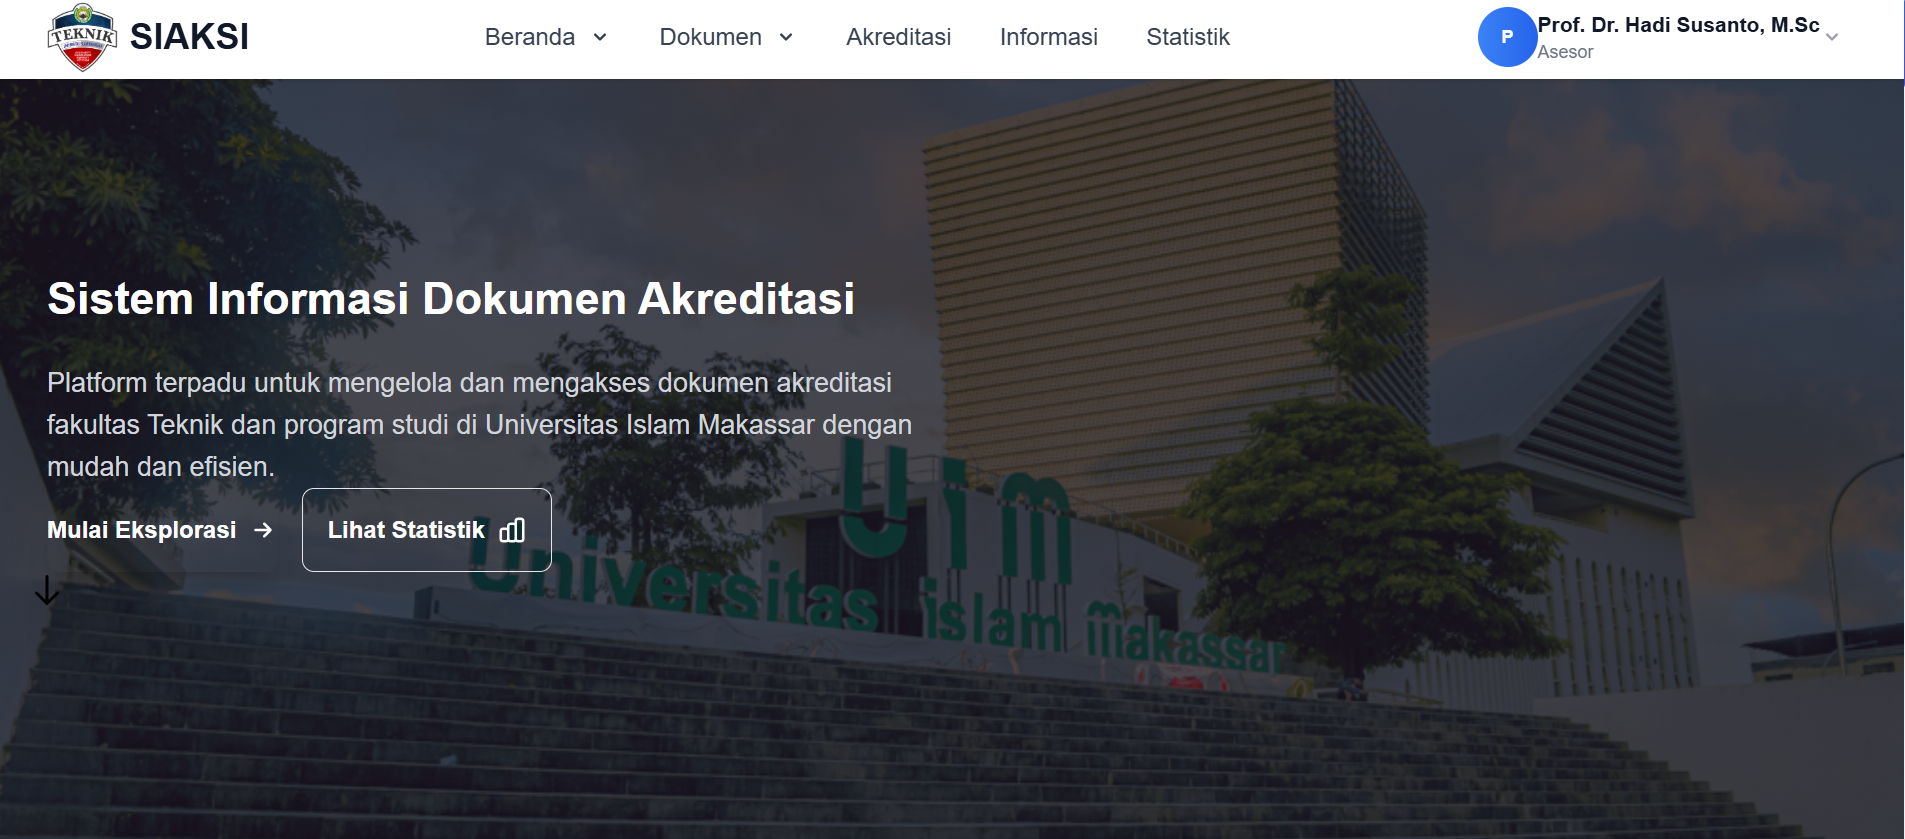 TEKNIK
SIAKSI
Beranda
Dokumen
Akreditasi
Informasi
Statistik
P
Prof. Dr. Hadi Susanto, M.Sc
Asesor
Sistem Informasi Dokumen Akreditasi
Platform terpadu untuk mengelola dan mengakses dokumen akreditasi
fakultas Teknik dan program studi di Universitas Islam Makassar dengan
mudah dan efisien.
Mulai Eksplorasi
Lihat Statistik
uim
universitas islam makassar